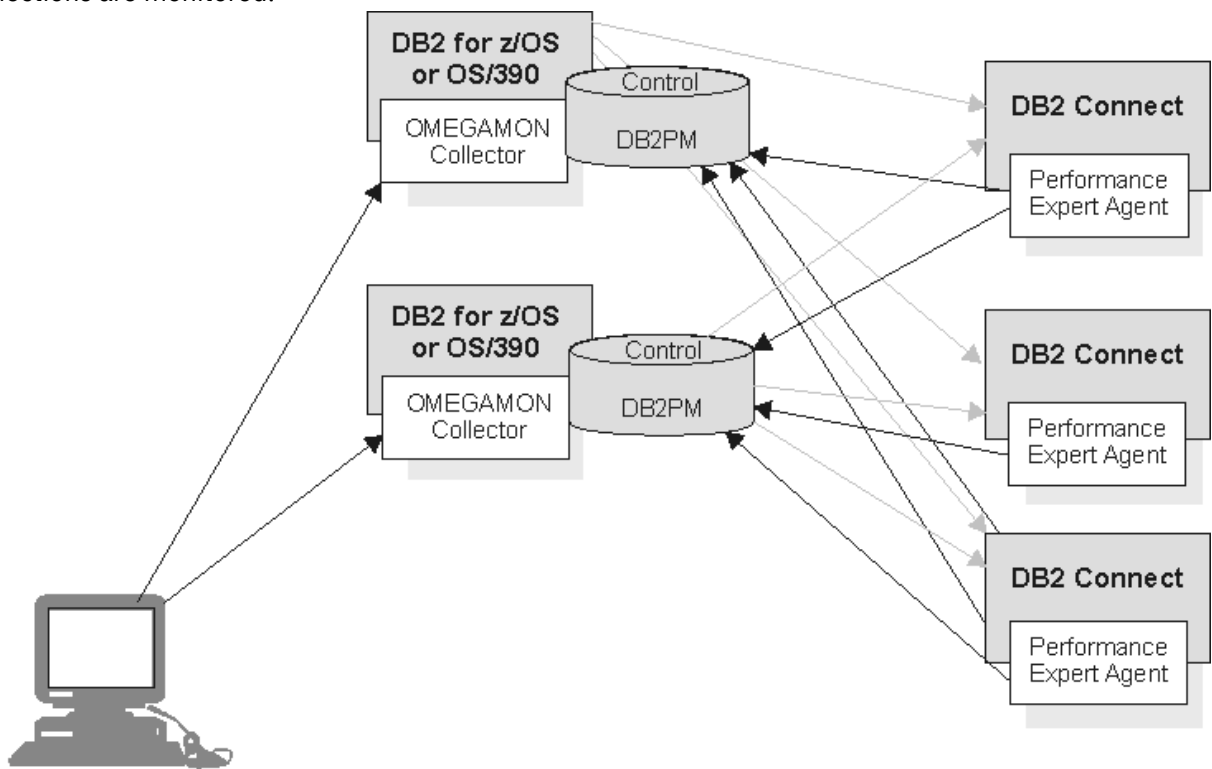 DB2 for z/OS
or OS/390
Control
DB2PM
OMEGAMON
Collector
DB2 Connect
Performance
Expert Agent
DB2 for z/OS
or OS/390
Control
DB2PM
OMEGAMON
Collector
DB2 Connect
Performance
Expert Agent
DB2 Connect
Performance
Expert Agent